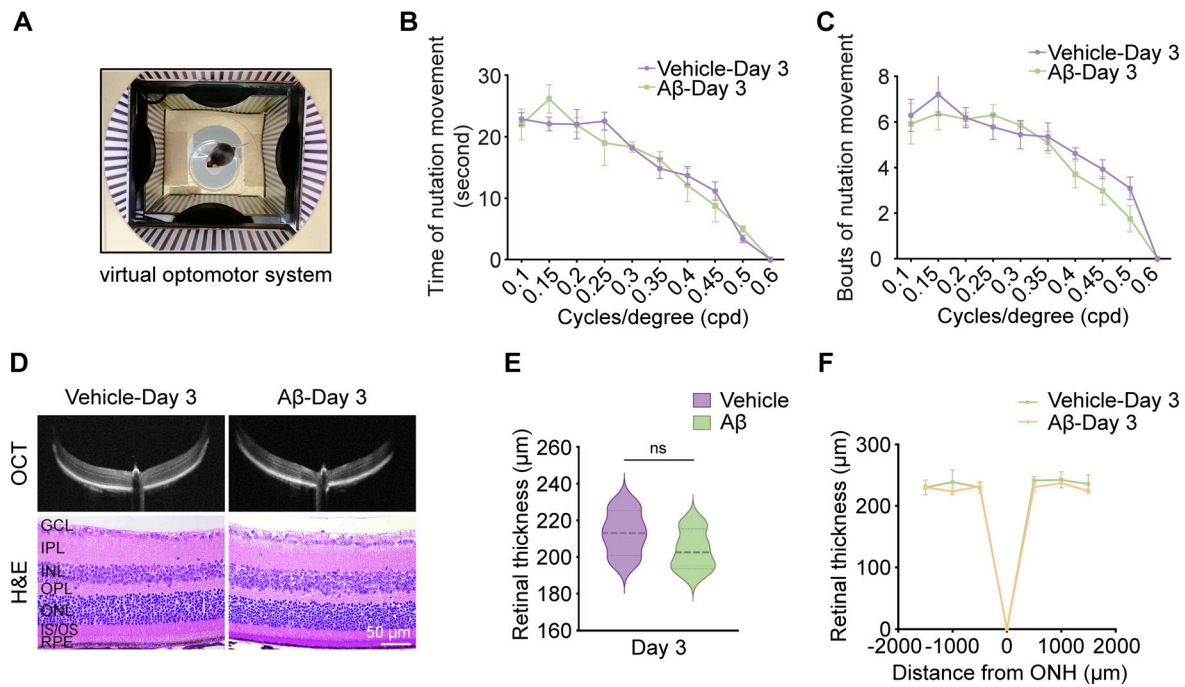 A
virtual optomotor system
B
Vehicle-Day 3
Aβ-Day 3
Time of nutation movement
(second)
30
20
10
0
0.1
0.15
0.2
0.25
0.3
0.35
0.4
0.45
0.5
0.6
Cycles/degree (cpd)
C
Vehicle-Day 3
Aβ-Day 3
Bouts of nutation movement
8
6
4
2
0
0.1
0.15
0.2
0.25
0.3
0.35
0.4
0.45
0.5
0.6
Cycles/degree (cpd)
D
Vehicle-Day 3
Aβ-Day 3
OCT
H&E
GCL
IPL
INL
OPL
ONL
IS/OS
RPE
50 μm
E
Vehicle
Aβ
Retinal thickness (μm)
260
240
220
200
180
160
ns
Day 3
F
Vehicle-Day 3
Aβ-Day 3
Retinal thickness (μm)
300
200
100
0
-2000
-1000
0
1000
2000
Distance from ONH (μm)